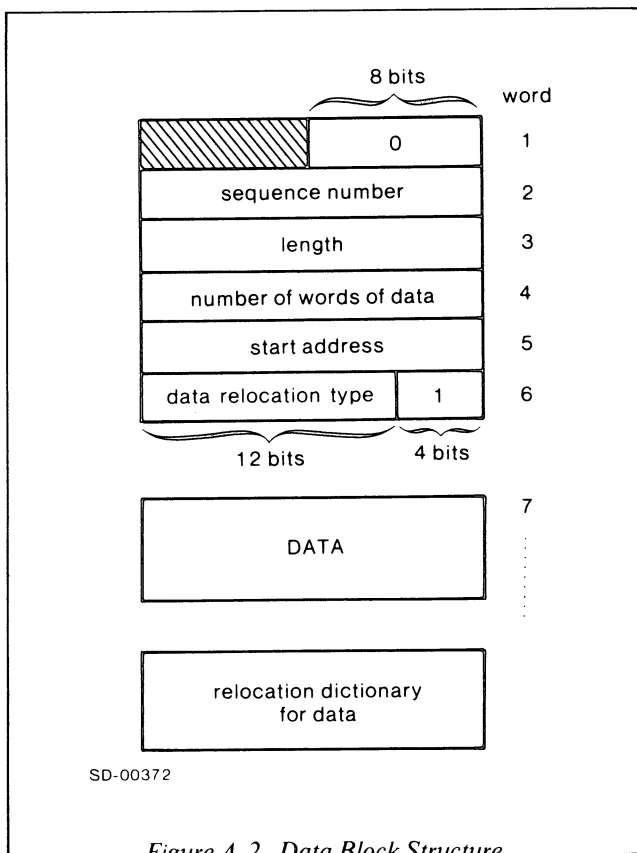 8 bits
word
0 1
sequence number 2
length 3
number of words of data 4
start address 5
data relocation type 1 6
12 bits 4 bits
7
DATA
relocation dictionary
for data
SD-00372
Figure A-2. Data Block Structure